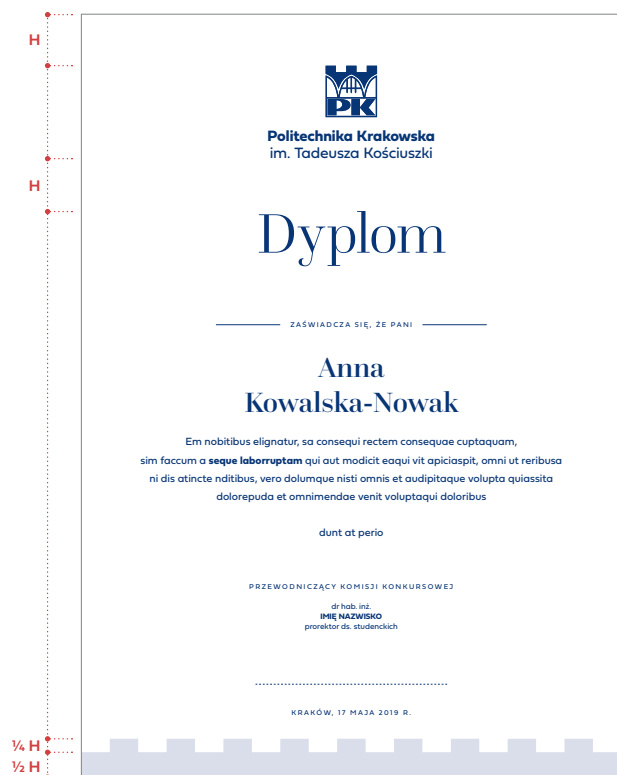 H
PK
Politechnika Krakowska
im. Tadeusza Kościuszki
H
Dyplom
ZAŚWIADCZA SIĘ, ŻE PANI
Anna
Kowalska-Nowak
Em nobitibus elignatur, sa consequi rectem consequae cuptaquam,
sim faccum a seque laborruptam qui aut modicit eaqui vit apiciaspit, omni ut reribusa
ni dis atincte nditibus, vero dolumque nisti omnis et audipitaque volupta quiassita
dolorepuda et omnimendae venit voluptaqui doloribus
dunt at perio
PRZEWODNICZĄCY KOMISJI KONKURSOWEJ
dr hab. inż.
IMIĘ NAZWISKO
prorektor ds. studenckich
KRAKÓW, 17 MAJA 2019 R.
¼ H
½ H